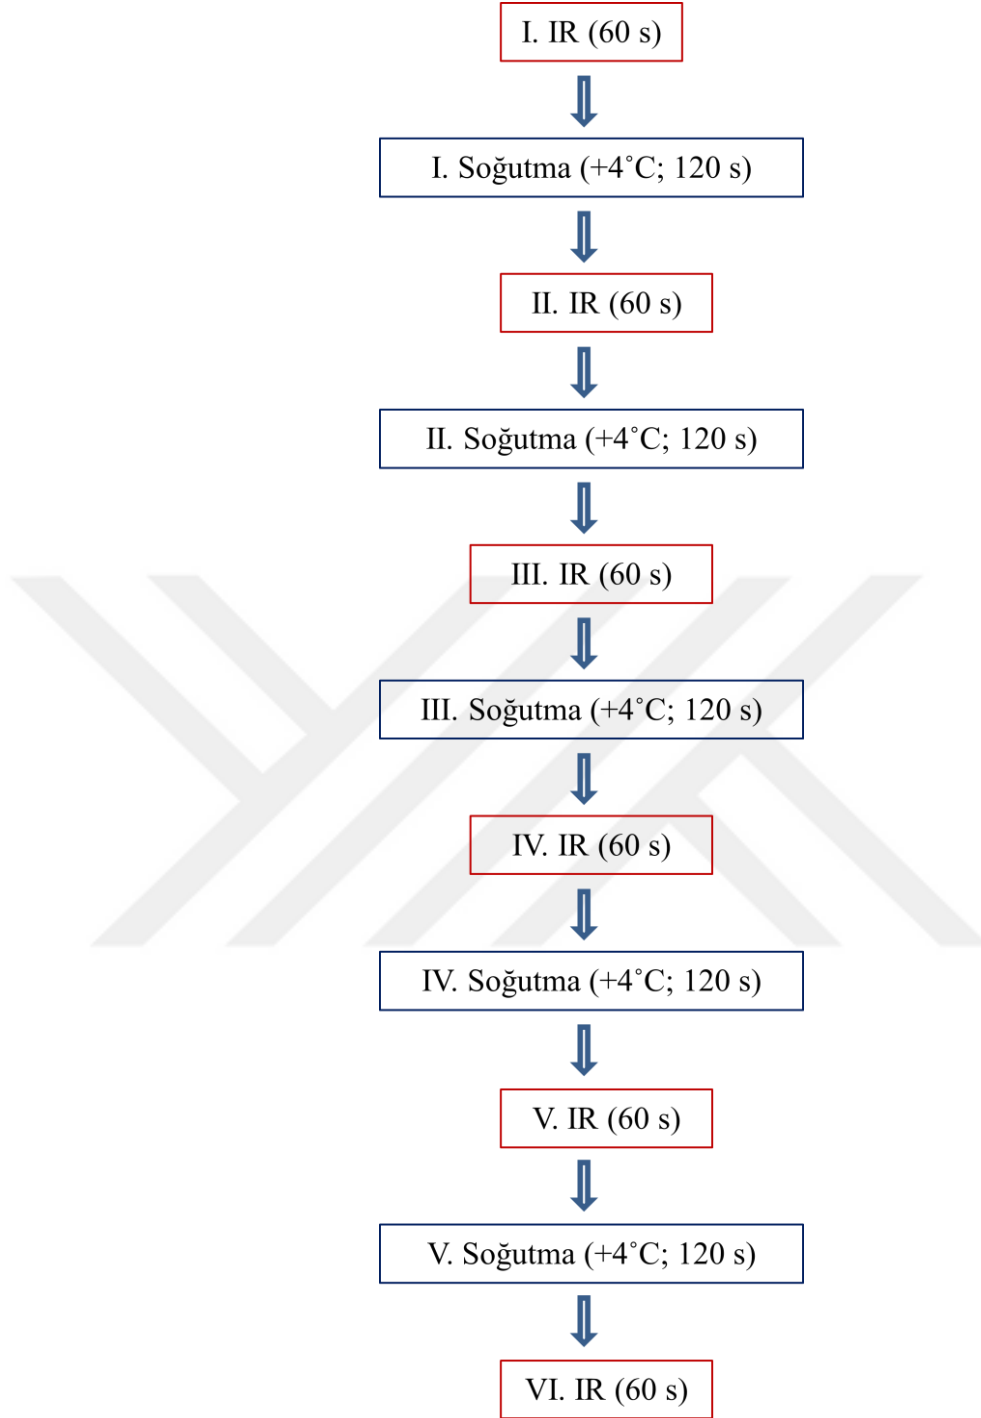 I. IR (60 s)
I. Soğutma (+4˚C; 120 s)
II. IR (60 s)
II. Soğutma (+4˚C; 120 s)
III. IR (60 s)
III. Soğutma (+4˚C; 120 s)
IV. IR (60 s)
IV. Soğutma (+4˚C; 120 s)
V. IR (60 s)
V. Soğutma (+4˚C; 120 s)
VI. IR (60 s)